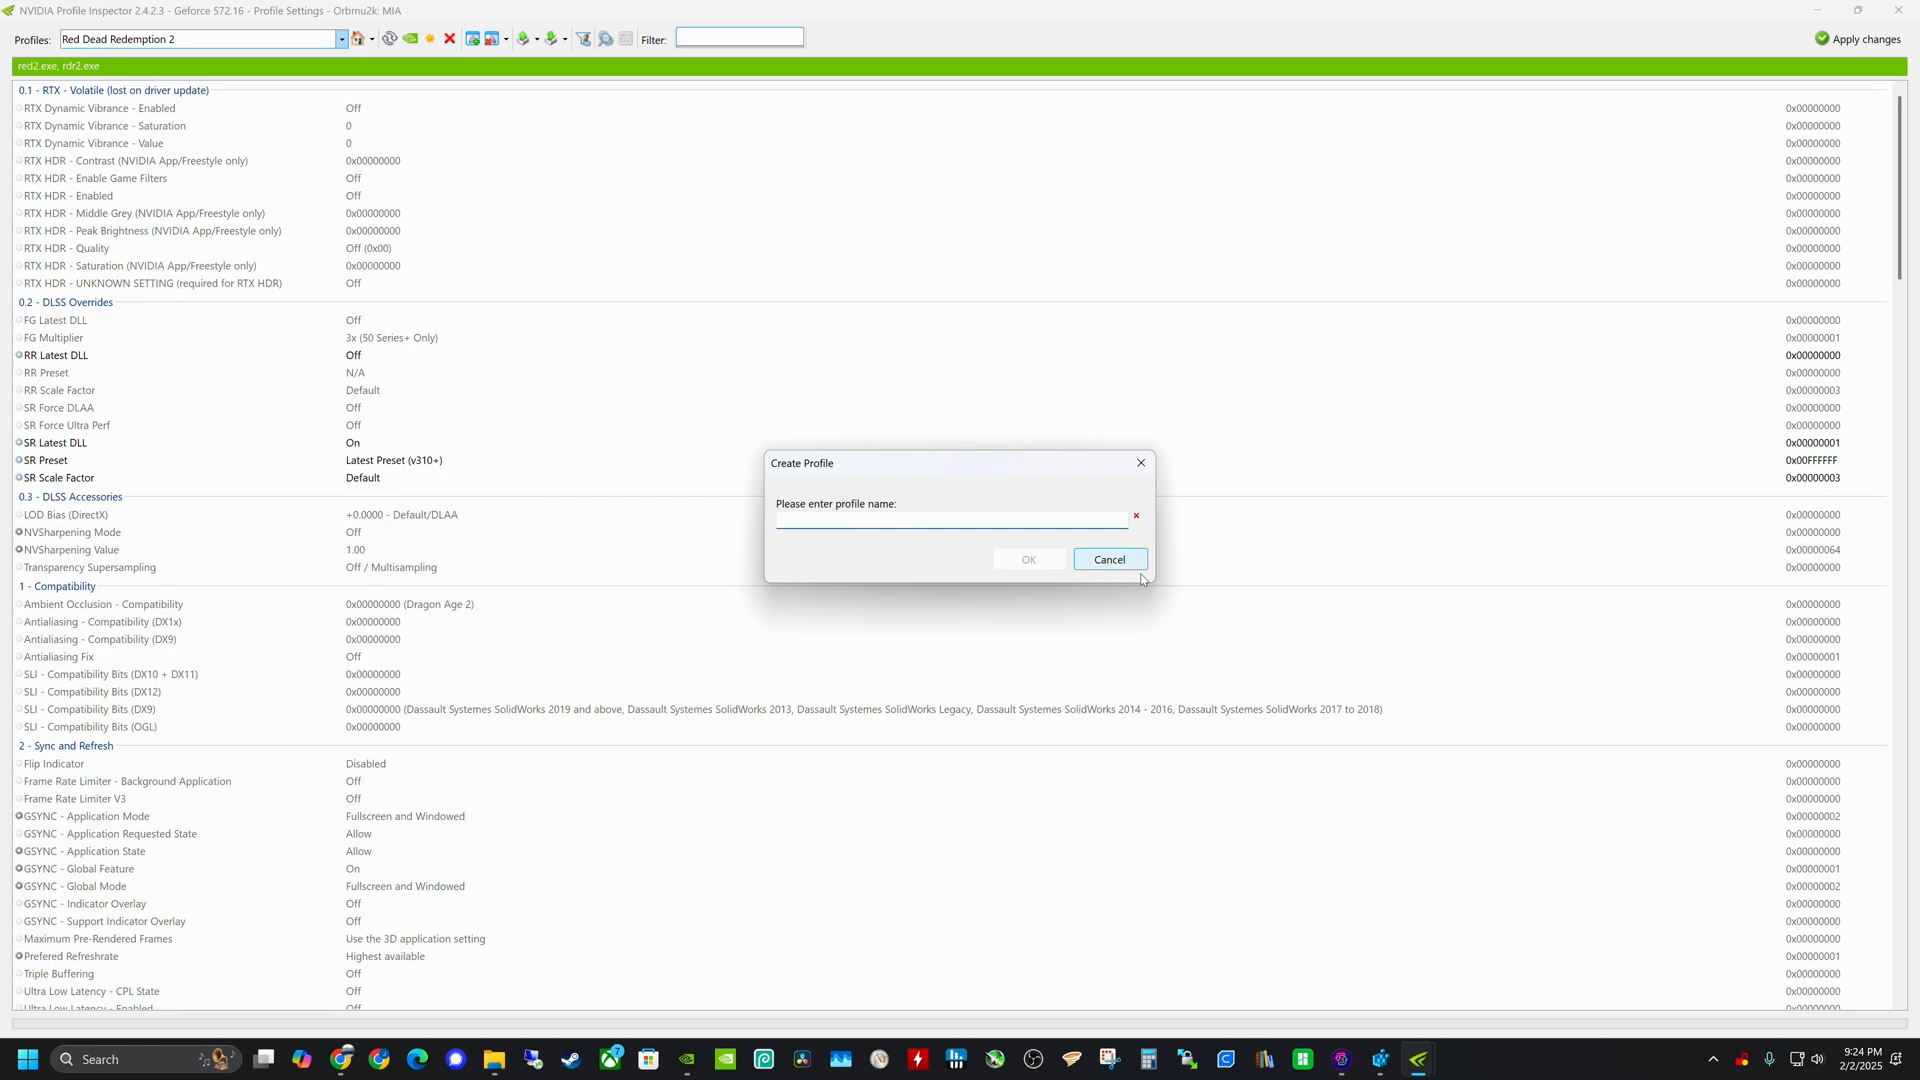 NVIDIA Profile Inspector 2.4.2.3 - Geforce 572.16 - Profile Settings - Orbmu2k: MIA
Profiles: Red Dead Redemption 2 Filter: Apply changes
red2.exe, rdr2.exe
0.1 - RTX - Volatile (lost on driver update)
RTX Dynamic Vibrance - Enabled Off 0x00000000
RTX Dynamic Vibrance - Saturation 0 0x00000000
RTX Dynamic Vibrance - Value 0 0x00000000
RTX HDR - Contrast (NVIDIA App/Freestyle only) 0x00000000 0x00000000
RTX HDR - Enable Game Filters Off 0x00000000
RTX HDR - Enabled Off 0x00000000
RTX HDR - Middle Grey (NVIDIA App/Freestyle only) 0x00000000 0x00000000
RTX HDR - Peak Brightness (NVIDIA App/Freestyle only) 0x00000000 0x00000000
RTX HDR - Quality Off (0x00) 0x00000000
RTX HDR - Saturation (NVIDIA App/Freestyle only) 0x00000000 0x00000000
RTX HDR - UNKNOWN SETTING (required for RTX HDR) Off 0x00000000
0.2 - DLSS Overrides
FG Latest DLL Off 0x00000000
FG Multiplier 3x (50 Series+ Only) 0x00000001
RR Latest DLL Off 0x00000000
RR Preset N/A 0x00000000
RR Scale Factor Default 0x00000003
SR Force DLAA Off 0x00000000
SR Force Ultra Perf Off 0x00000000
SR Latest DLL On 0x00000001
SR Preset Latest Preset (v310+) 0x00FFFFFF
SR Scale Factor Default 0x00000003
0.3 - DLSS Accessories
LOD Bias (DirectX) +0.0000 - Default/DLAA 0x00000000
NVSharpening Mode Off 0x00000000
NVSharpening Value 1.00 0x00000064
Transparency Supersampling Off / Multisampling 0x00000000
1 - Compatibility
Ambient Occlusion - Compatibility 0x00000000 (Dragon Age 2) 0x00000000
Antialiasing - Compatibility (DX1x) 0x00000000 0x00000000
Antialiasing - Compatibility (DX9) 0x00000000 0x00000000
Antialiasing Fix Off 0x00000001
SLI - Compatibility Bits (DX10 + DX11) 0x00000000 0x00000000
SLI - Compatibility Bits (DX12) 0x00000000 0x00000000
SLI - Compatibility Bits (DX9) 0x00000000 (Dassault Systemes SolidWorks 2019 and above, Dassault Systemes SolidWorks 2013, Dassault Systemes SolidWorks Legacy, Dassault Systemes SolidWorks 2014 - 2016, Dassault Systemes SolidWorks 2017 to 2018) 0x00000000
SLI - Compatibility Bits (OGL) 0x00000000 0x00000000
2 - Sync and Refresh
Flip Indicator Disabled 0x00000000
Frame Rate Limiter - Background Application Off 0x00000000
Frame Rate Limiter V3 Off 0x00000000
GSYNC - Application Mode Fullscreen and Windowed 0x00000002
GSYNC - Application Requested State Allow 0x00000000
GSYNC - Application State Allow 0x00000000
GSYNC - Global Feature On 0x00000001
GSYNC - Global Mode Fullscreen and Windowed 0x00000002
GSYNC - Indicator Overlay Off 0x00000000
GSYNC - Support Indicator Overlay Off 0x00000000
Maximum Pre-Rendered Frames Use the 3D application setting 0x00000000
Prefered Refreshrate Highest available 0x00000001
Triple Buffering Off 0x00000000
Ultra Low Latency - CPL State Off 0x00000000
Ultra Low Latency - Enabled Off 0x00000000
Create Profile
Please enter profile name:
OK Cancel
Search
7
9:24 PM
2/2/2025